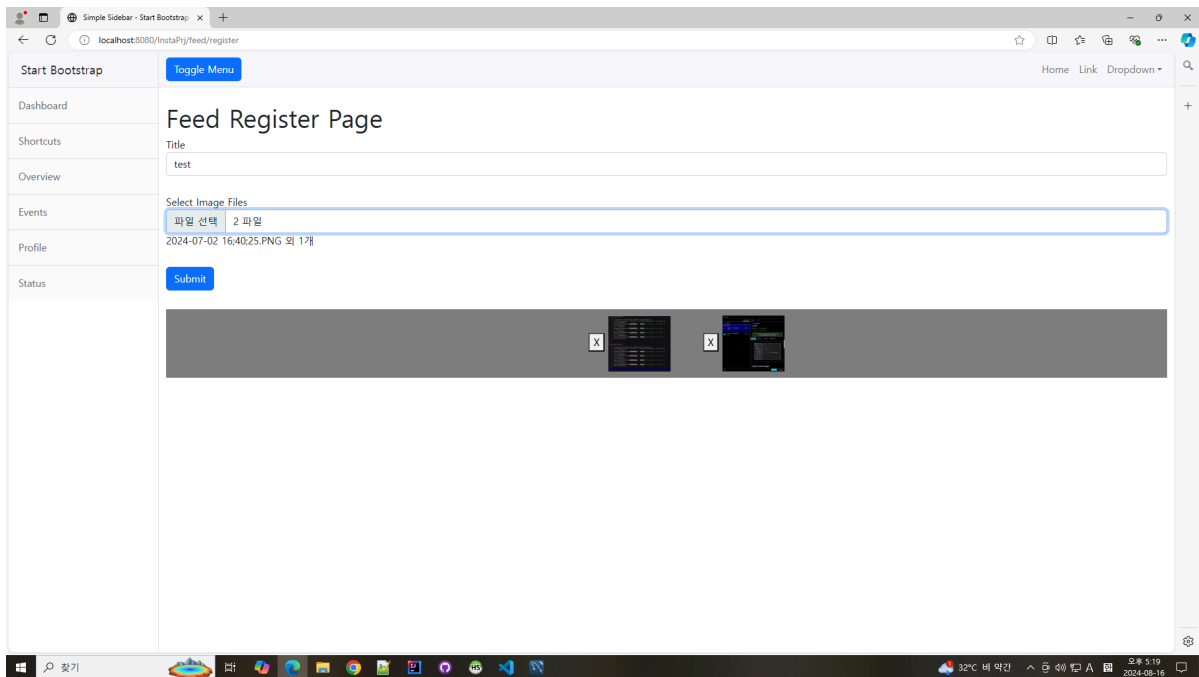 Simple Sidebar - Start Bootstrap
localhost:8080/InstaPrj/feed/register
Start Bootstrap
Toggle Menu
Home Link Dropdown
Dashboard
Shortcuts
Overview
Events
Profile
Status
Feed Register Page
Title
test
Select Image Files
파일 선택 2 파일
2024-07-02 16;40;25.PNG 외 1개
Submit
X X
찾기
32°C 비 약간 A 오후 5:19
2024-08-16